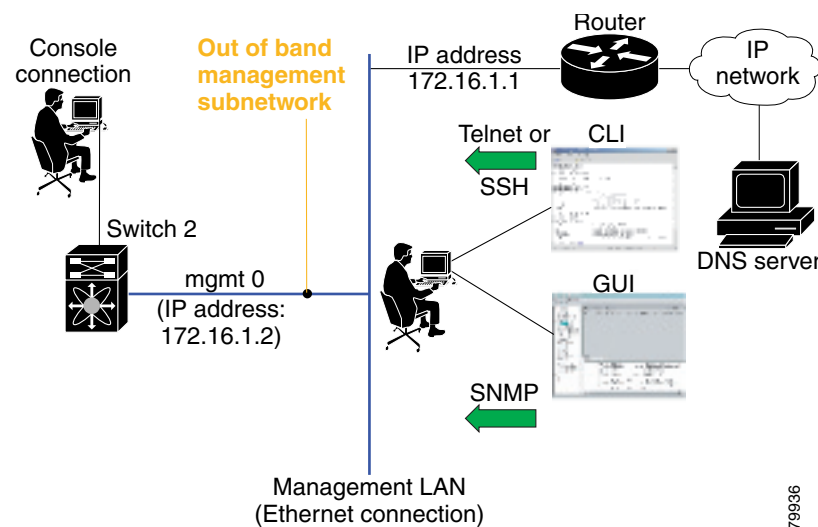 Console
connection
Out of band
management
subnetwork
Router
IP address
172.16.1.1
IP
network
Telnet or
SSH
CLI
Switch 2
mgmt 0
(IP address:
172.16.1.2)
DNS server
GUI
SNMP
Management LAN
(Ethernet connection)
79936